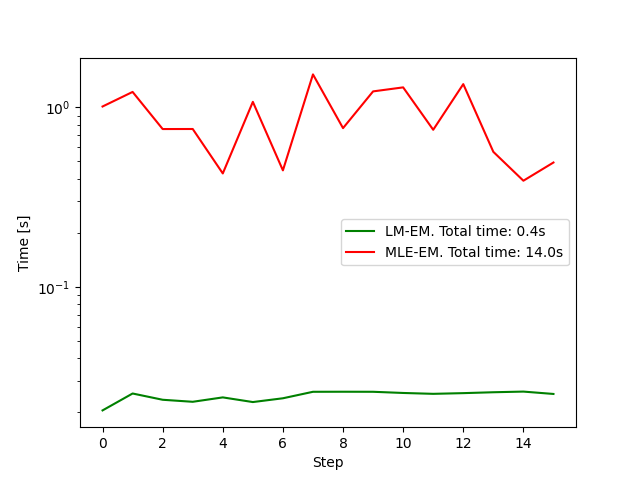 10⁰
10⁻¹
Time [s]
LM-EM. Total time: 0.4s
MLE-EM. Total time: 14.0s
0 2 4 6 8 10 12 14
Step